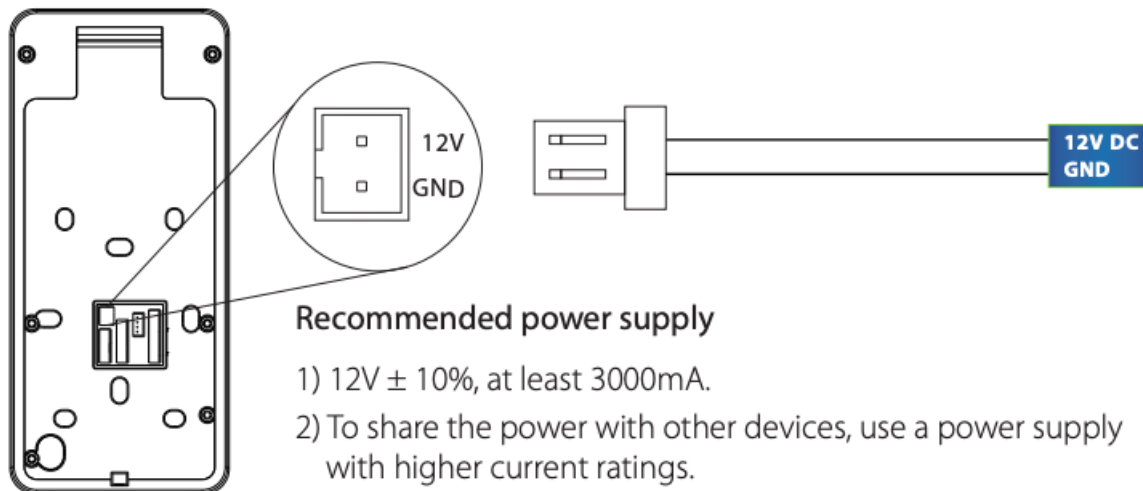 12V
GND
12V DC
GND
Recommended power supply
1) 12V ± 10%, at least 3000mA.
2) To share the power with other devices, use a power supply
with higher current ratings.